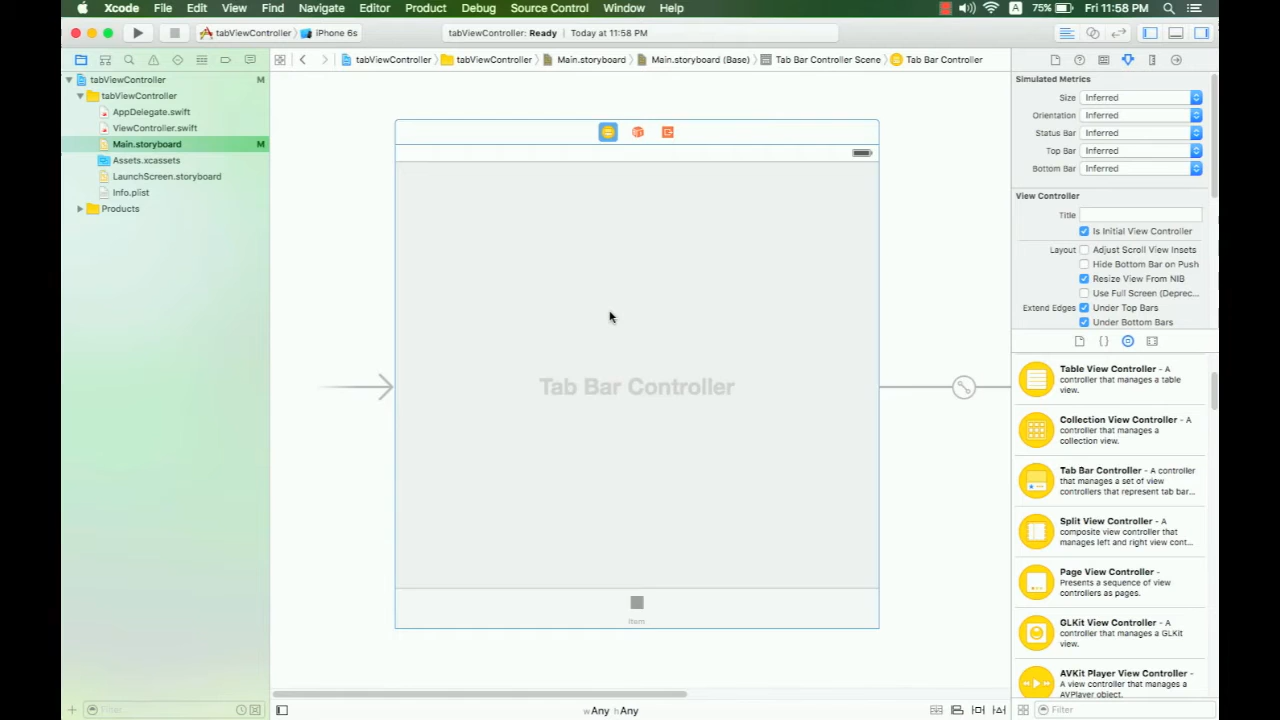 Xcode File Edit View Find Navigate Editor Product Debug Source Control Window Help A 75% Fri 11:58 PM
tabViewController iPhone 6s tabViewController: Ready Today at 11:58 PM
tabViewController tabViewController Main.storyboard Main.storyboard (Base) Tab Bar Controller Scene Tab Bar Controller
tabViewController M
tabViewController
AppDelegate.swift
ViewController.swift
Main.storyboard M
Assets.xcassets
LaunchScreen.storyboard
Info.plist
Products
Filter
Tab Bar Controller
Item
wAny hAny
Simulated Metrics
Size Inferred
Orientation Inferred
Status Bar Inferred
Top Bar Inferred
Bottom Bar Inferred
View Controller
Title
Is Initial View Controller
Layout Adjust Scroll View Insets
Hide Bottom Bar on Push
Resize View From NIB
Use Full Screen (Deprec...
Extend Edges Under Top Bars
Under Bottom Bars
{ }
Table View Controller - A
controller that manages a table
view.
Collection View Controller - A
controller that manages a
collection view.
Tab Bar Controller - A controller
that manages a set of view
controllers that represent tab bar...
Split View Controller - A
composite view controller that
manages left and right view cont...
Page View Controller -
Presents a sequence of view
controllers as pages.
GLKit View Controller - A
controller that manages a GLKit
view.
AVKit Player View Controller -
A view controller that manages a
AVPlayer object.
Filter